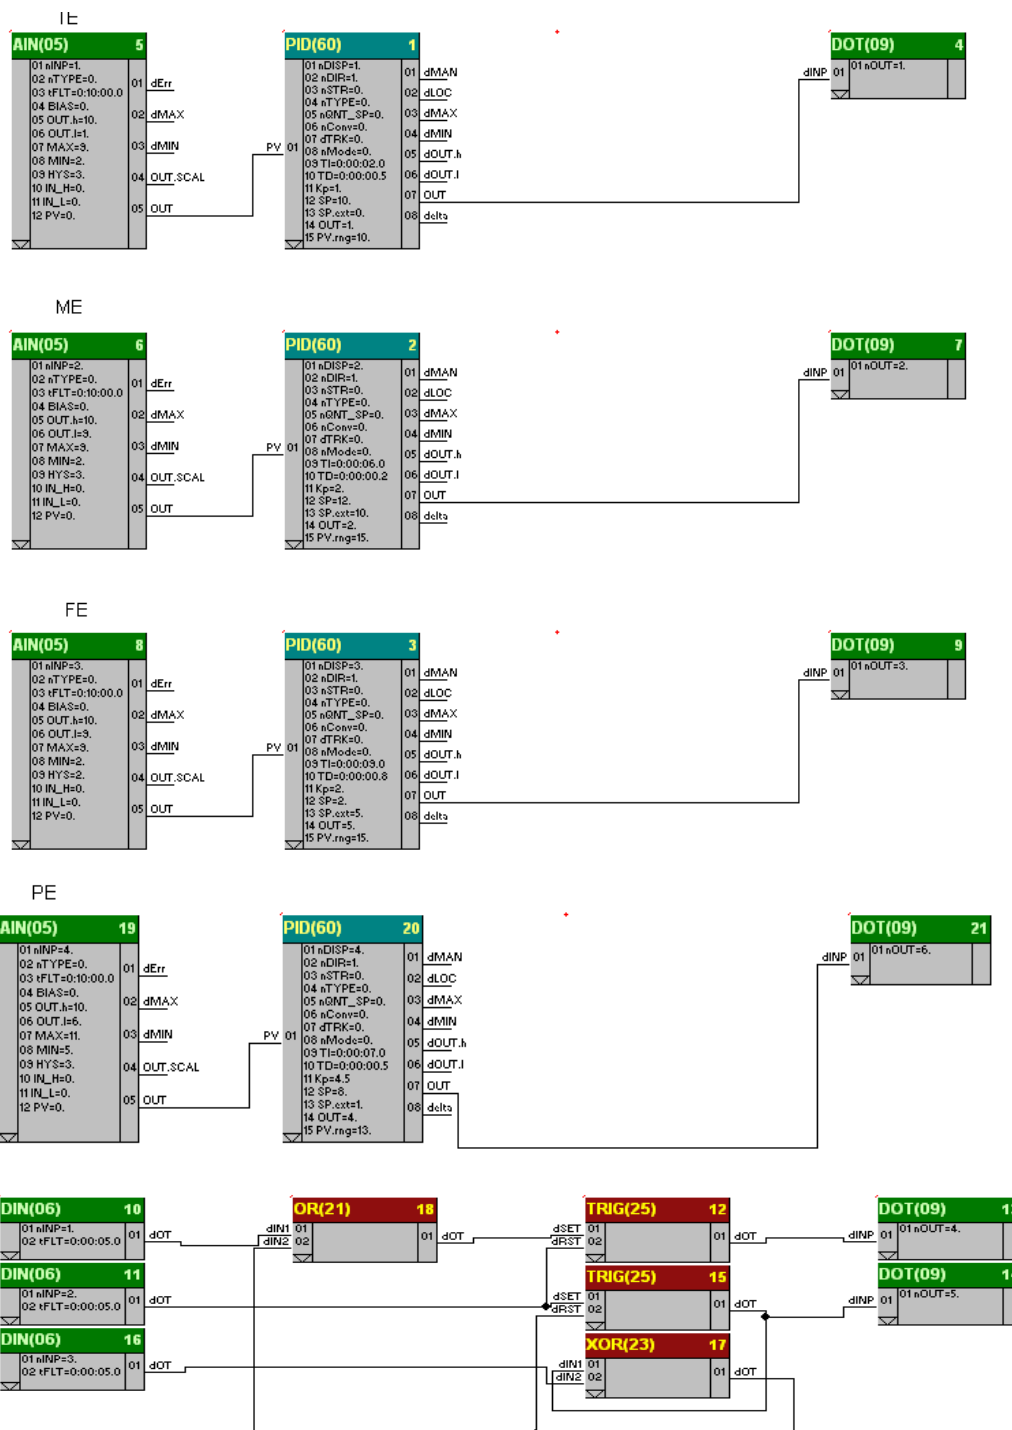 TE
AIN(05) 5
01 nINP=1.
02 nTYPE=0.
03 tFLT=0:10:00.0
04 BIAS=0.
05 OUT.h=10.
06 OUT.l=1.
07 MAX=9.
08 MIN=2.
09 HYS=3.
10 IN_H=0.
11 IN_L=0.
12 PV=0.
01 dErr
02 dMAX
03 dMIN
04 OUT.SCAL
05 OUT
PID(60) 1
PV 01
01 nDISP=1.
02 nDIR=1.
03 nSTR=0.
04 nTYPE=0.
05 nQNT_SP=0.
06 nConv=0.
07 dTRK=0.
08 nMode=0.
09 TI=0:00:02.0
10 TD=0:00:00.5
11 Kp=1.
12 SP=10.
13 SP.ext=0.
14 OUT=1.
15 PV.rng=10.
01 dMAN
02 dLOC
03 dMAX
04 dMIN
05 dOUT.h
06 dOUT.l
07 OUT
08 delta
DOT(09) 4
dINP 01
01 nOUT=1.
ME
AIN(05) 6
01 nINP=2.
02 nTYPE=0.
03 tFLT=0:10:00.0
04 BIAS=0.
05 OUT.h=10.
06 OUT.l=9.
07 MAX=9.
08 MIN=2.
09 HYS=3.
10 IN_H=0.
11 IN_L=0.
12 PV=0.
01 dErr
02 dMAX
03 dMIN
04 OUT.SCAL
05 OUT
PID(60) 2
PV 01
01 nDISP=2.
02 nDIR=1.
03 nSTR=0.
04 nTYPE=0.
05 nQNT_SP=0.
06 nConv=0.
07 dTRK=0.
08 nMode=0.
09 TI=0:00:06.0
10 TD=0:00:00.2
11 Kp=2.
12 SP=12.
13 SP.ext=10.
14 OUT=2.
15 PV.rng=15.
01 dMAN
02 dLOC
03 dMAX
04 dMIN
05 dOUT.h
06 dOUT.l
07 OUT
08 delta
DOT(09) 7
dINP 01
01 nOUT=2.
FE
AIN(05) 8
01 nINP=3.
02 nTYPE=0.
03 tFLT=0:10:00.0
04 BIAS=0.
05 OUT.h=10.
06 OUT.l=9.
07 MAX=9.
08 MIN=2.
09 HYS=2.
10 IN_H=0.
11 IN_L=0.
12 PV=0.
01 dErr
02 dMAX
03 dMIN
04 OUT.SCAL
05 OUT
PID(60) 3
PV 01
01 nDISP=3.
02 nDIR=1.
03 nSTR=0.
04 nTYPE=0.
05 nQNT_SP=0.
06 nConv=0.
07 dTRK=0.
08 nMode=0.
09 TI=0:00:09.0
10 TD=0:00:00.8
11 Kp=2.
12 SP=2.
13 SP.ext=5.
14 OUT=5.
15 PV.rng=15.
01 dMAN
02 dLOC
03 dMAX
04 dMIN
05 dOUT.h
06 dOUT.l
07 OUT
08 delta
DOT(09) 9
dINP 01
01 nOUT=3.
PE
AIN(05) 19
01 nINP=4.
02 nTYPE=0.
03 tFLT=0:10:00.0
04 BIAS=0.
05 OUT.h=10.
06 OUT.l=6.
07 MAX=11.
08 MIN=5.
09 HYS=3.
10 IN_H=0.
11 IN_L=0.
12 PV=0.
01 dErr
02 dMAX
03 dMIN
04 OUT.SCAL
05 OUT
PID(60) 20
PV 01
01 nDISP=4.
02 nDIR=1.
03 nSTR=0.
04 nTYPE=0.
05 nQNT_SP=0.
06 nConv=0.
07 dTRK=0.
08 nMode=0.
09 TI=0:00:07.0
10 TD=0:00:00.5
11 Kp=4.5
12 SP=8.
13 SP.ext=1.
14 OUT=4.
15 PV.rng=13.
01 dMAN
02 dLOC
03 dMAX
04 dMIN
05 dOUT.h
06 dOUT.l
07 OUT
08 delta
DOT(09) 21
dINP 01
01 nOUT=6.
DIN(06) 10
01 nINP=1.
02 tFLT=0:00:05.0
01 dOT
OR(21) 18
dIN1 01
dIN2 02
01 dOT
TRIG(25) 12
dSET 01
dRST 02
01 dOT
DOT(09)
dINP 01
01 nOUT=4.
DIN(06) 11
01 nINP=2.
02 tFLT=0:00:05.0
01 dOT
TRIG(25) 15
dSET 01
dRST 02
01 dOT
DOT(09)
dINP 01
01 nOUT=5.
DIN(06) 16
01 nINP=3.
02 tFLT=0:00:05.0
01 dOT
XOR(23) 17
dIN1 01
dIN2 02
01 dOT